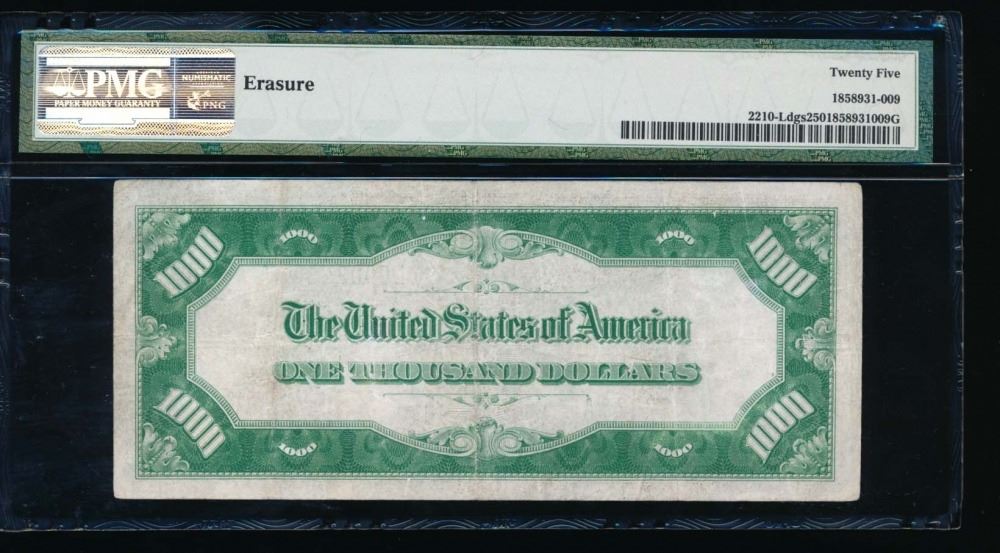 PMG
PAPER MONEY GUARANTY
NUMISMATIC
PNG
Erasure
Twenty Five
1858931-009
2210-Ldgs2501858931009G
1000 1000 1000 1000
The United States of America
ONE THOUSAND DOLLARS
1000 1000 1000 1000